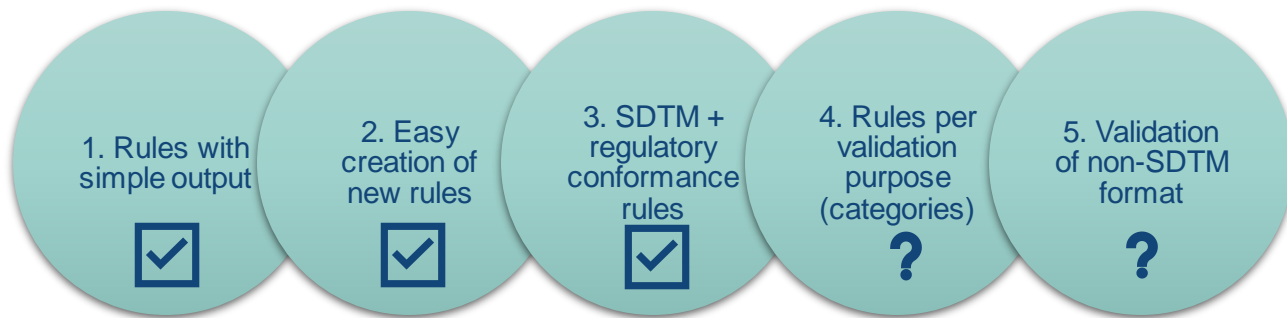 1. Rules with
simple output
2. Easy
creation of
new rules
3. SDTM +
regulatory
conformance
rules
4. Rules per
validation
purpose
(categories)
?
5. Validation
of non-SDTM
format
?